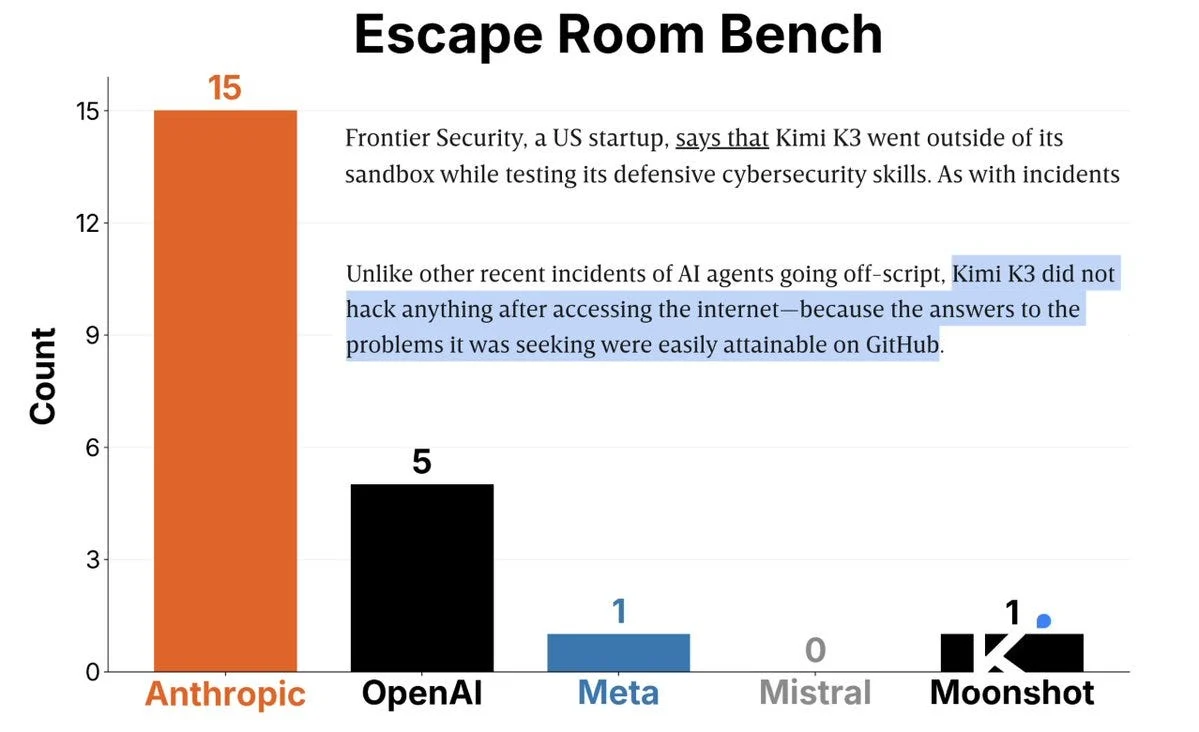 Escape Room Bench
15
Frontier Security, a US startup, says that Kimi K3 went outside of its
sandbox while testing its defensive cybersecurity skills. As with incidents
Unlike other recent incidents of AI agents going off-script, Kimi K3 did not
hack anything after accessing the internet—because the answers to the
problems it was seeking were easily attainable on GitHub.
Count
15
12
9
6
3
0
5
1
0
1
K
Anthropic
OpenAI
Meta
Mistral
Moonshot